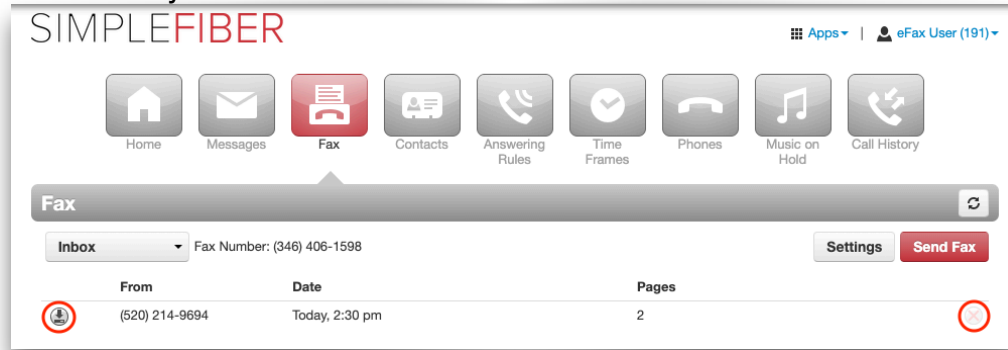 SIMPLEFIBER
Apps | eFax User (191)
Home Messages Fax Contacts Answering Rules Time Frames Phones Music on Hold Call History
Fax
Inbox Fax Number: (346) 406-1598 Settings Send Fax
From Date Pages
(520) 214-9694 Today, 2:30 pm 2